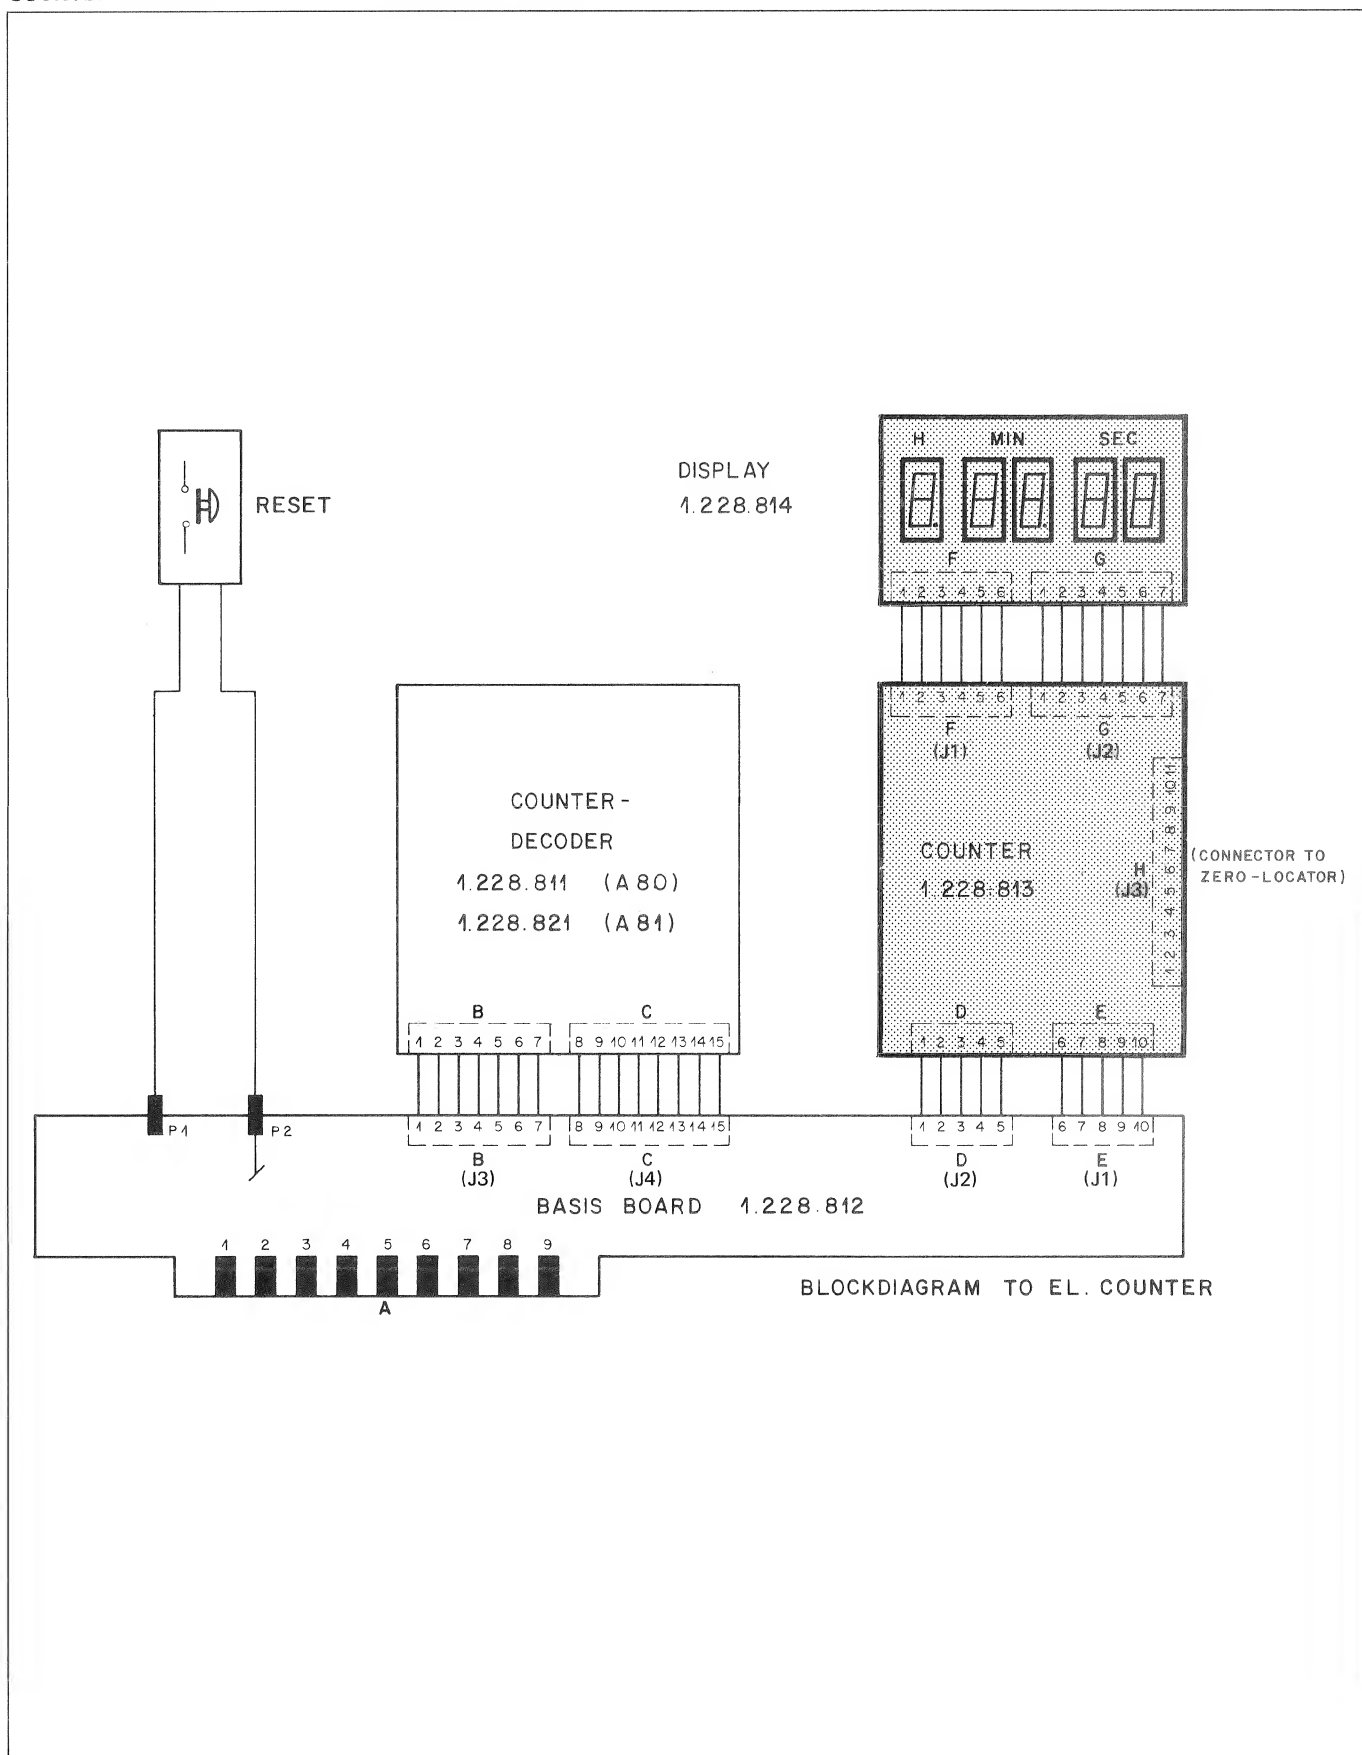 H MIN SEC
DISPLAY
1.228.814
RESET
F G
1 2 3 4 5 6 1 2 3 4 5 6 7
1 2 3 4 5 6 1 2 3 4 5 6 7
F G
(J1) (J2)
COUNTER-
DECODER
1.228.811 (A80)
1.228.821 (A81)
COUNTER
1.228.813
H
(J3)
1 2 3 4 5 6 7 8 9 10 11
(CONNECTOR TO
ZERO-LOCATOR)
B C D E
1 2 3 4 5 6 7 8 9 10 11 12 13 14 15 1 2 3 4 5 6 7 8 9 10
P1 P2 1 2 3 4 5 6 7 8 9 10 11 12 13 14 15 1 2 3 4 5 6 7 8 9 10
B C D E
(J3) (J4) (J2) (J1)
BASIS BOARD 1.228.812
1 2 3 4 5 6 7 8 9
A
BLOCKDIAGRAM TO EL. COUNTER